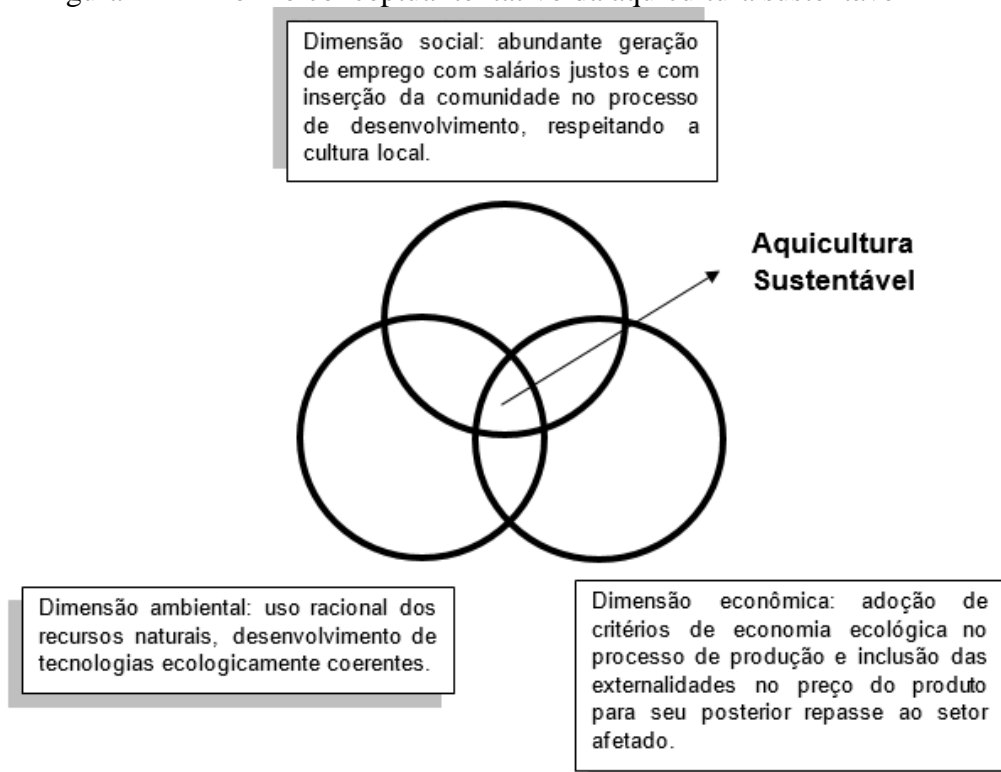 Dimensão social: abundante geração
de emprego com salários justos e com
inserção da comunidade no processo
de desenvolvimento, respeitando a
cultura local.
Aquicultura
Sustentável
Dimensão ambiental: uso racional dos
recursos naturais, desenvolvimento de
tecnologias ecologicamente coerentes.
Dimensão econômica: adoção de
critérios de economia ecológica no
processo de produção e inclusão das
externalidades no preço do produto
para seu posterior repasse ao setor
afetado.